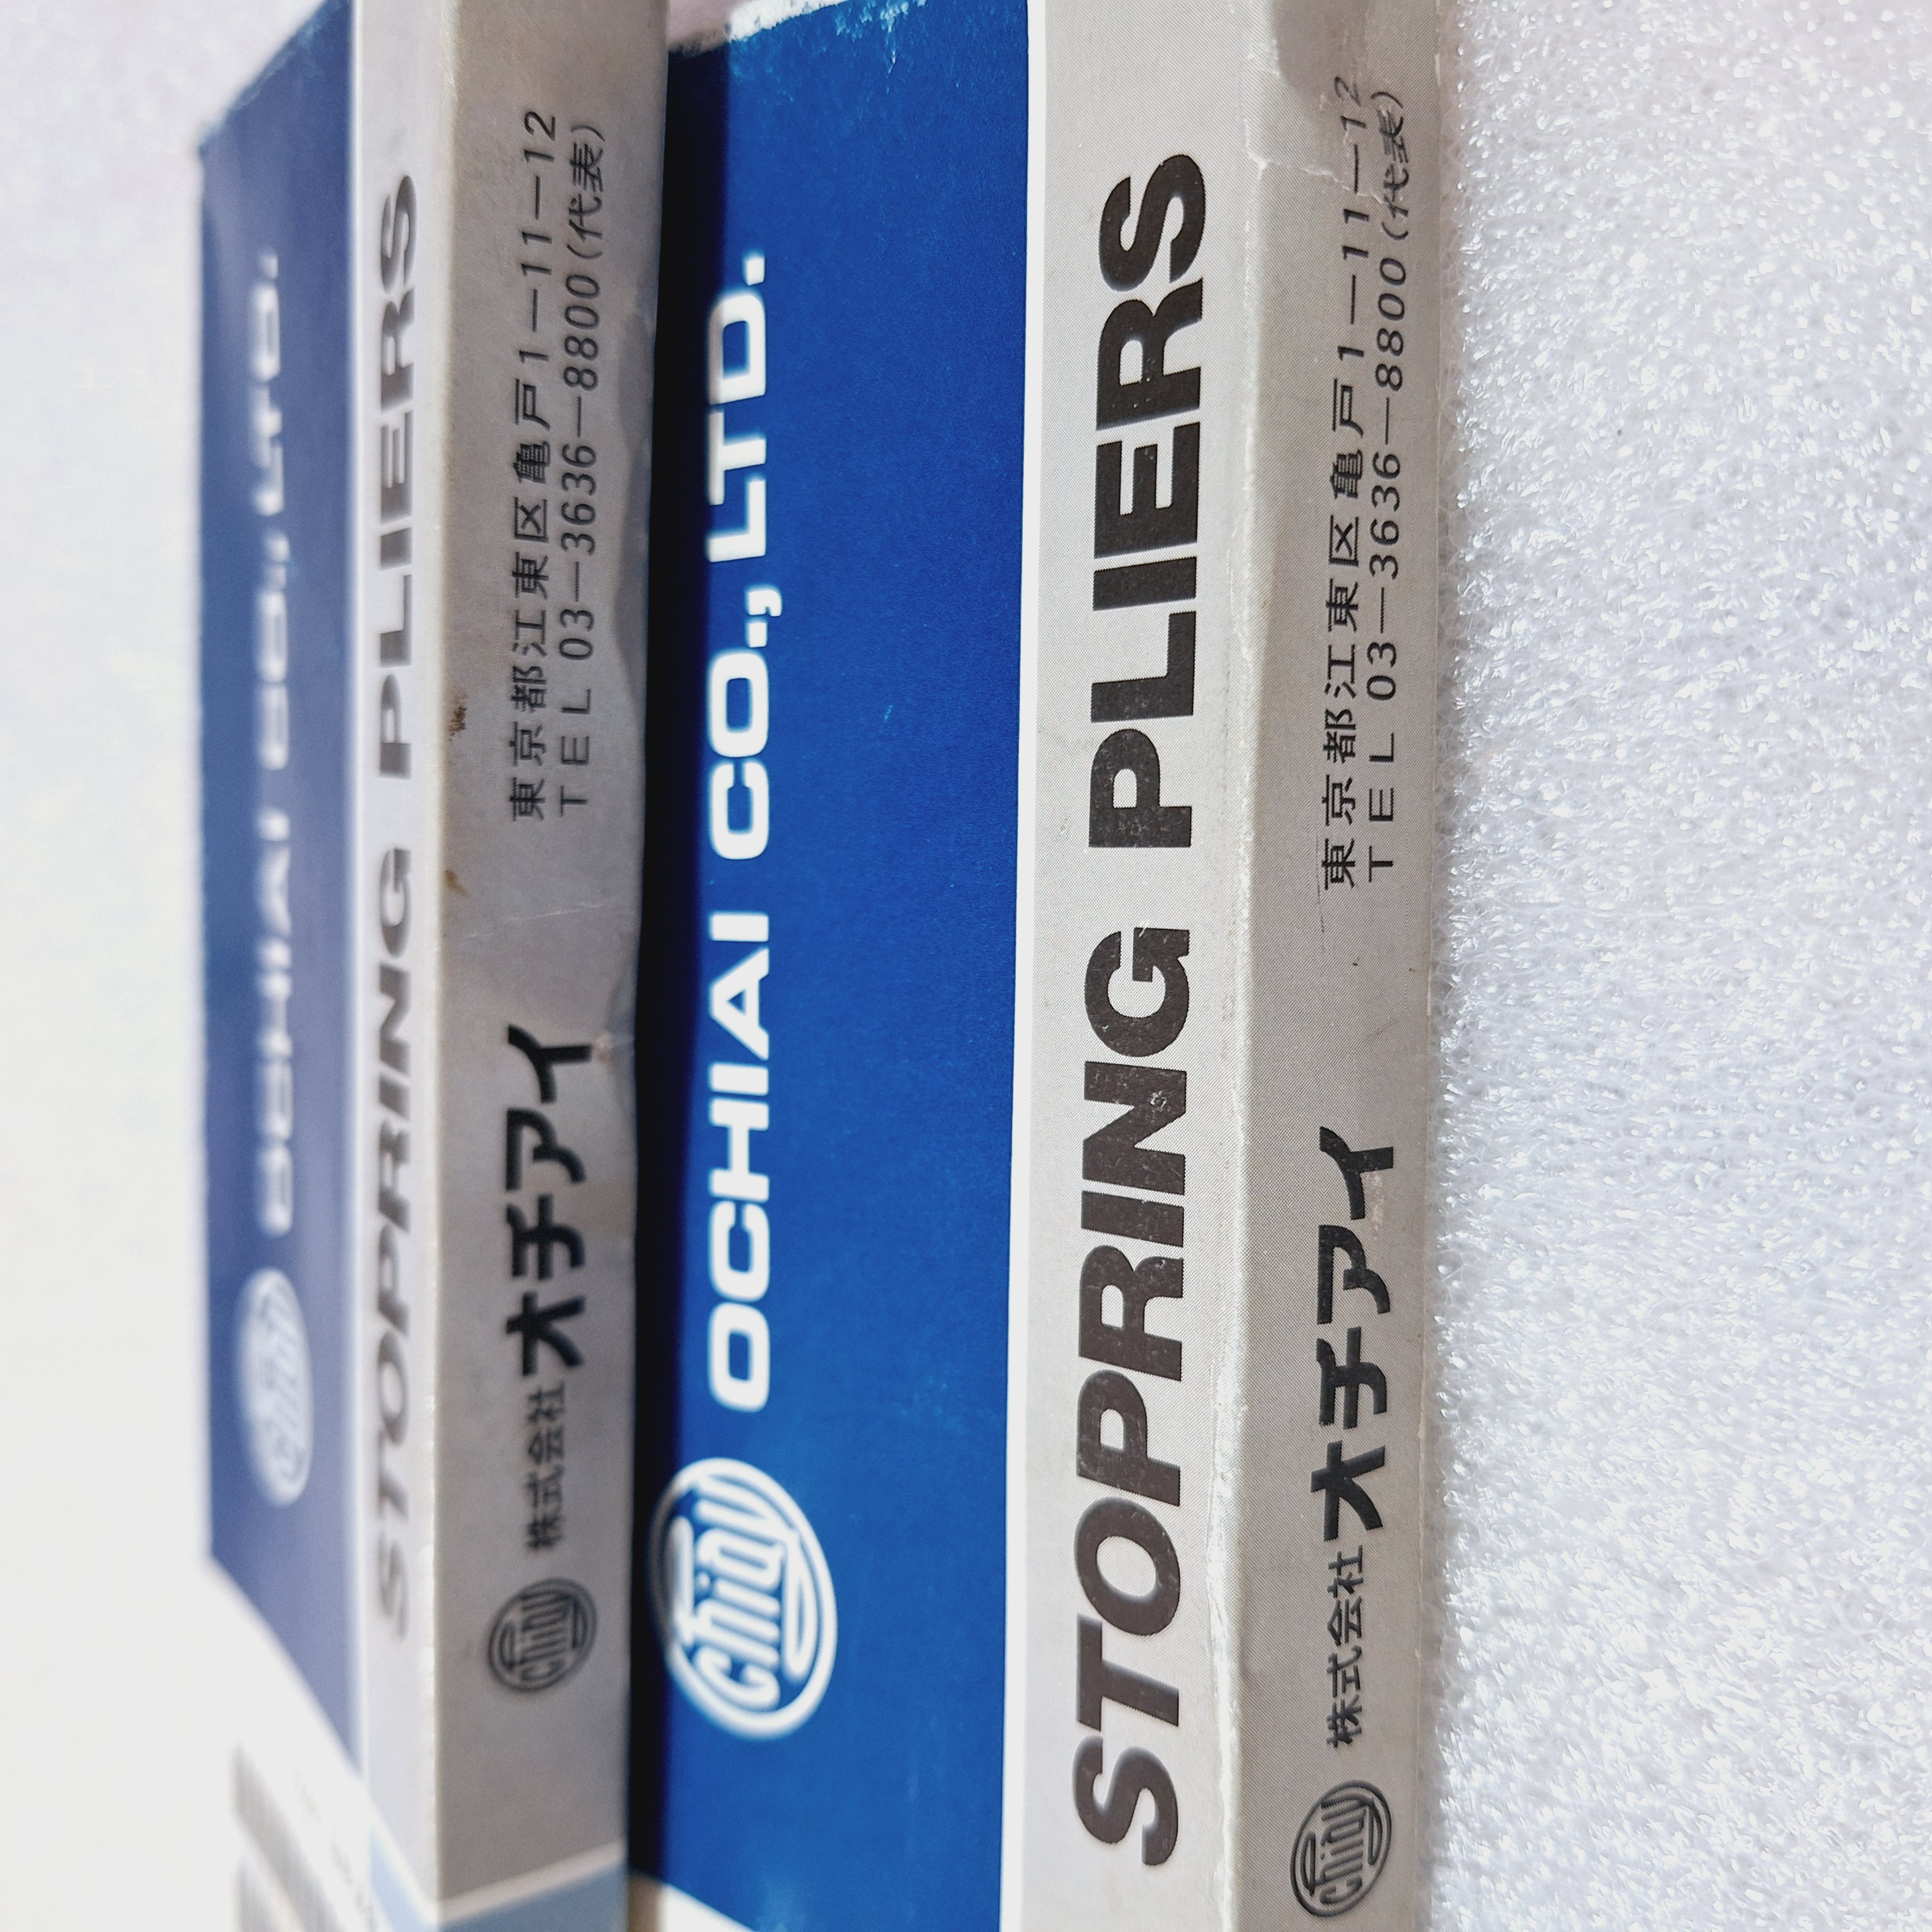 OCHIAI CO., LTD.
STOPRING PLIERS
株式会社オチアイ
東京都江東区亀戸1-11-12
TEL 03-3636-8800(代表)
Ochiai
OCHIAI CO., LTD.
STOPRING PLIERS
株式会社オチアイ
東京都江東区亀戸1-11-12
TEL 03-3636-8800(代表)